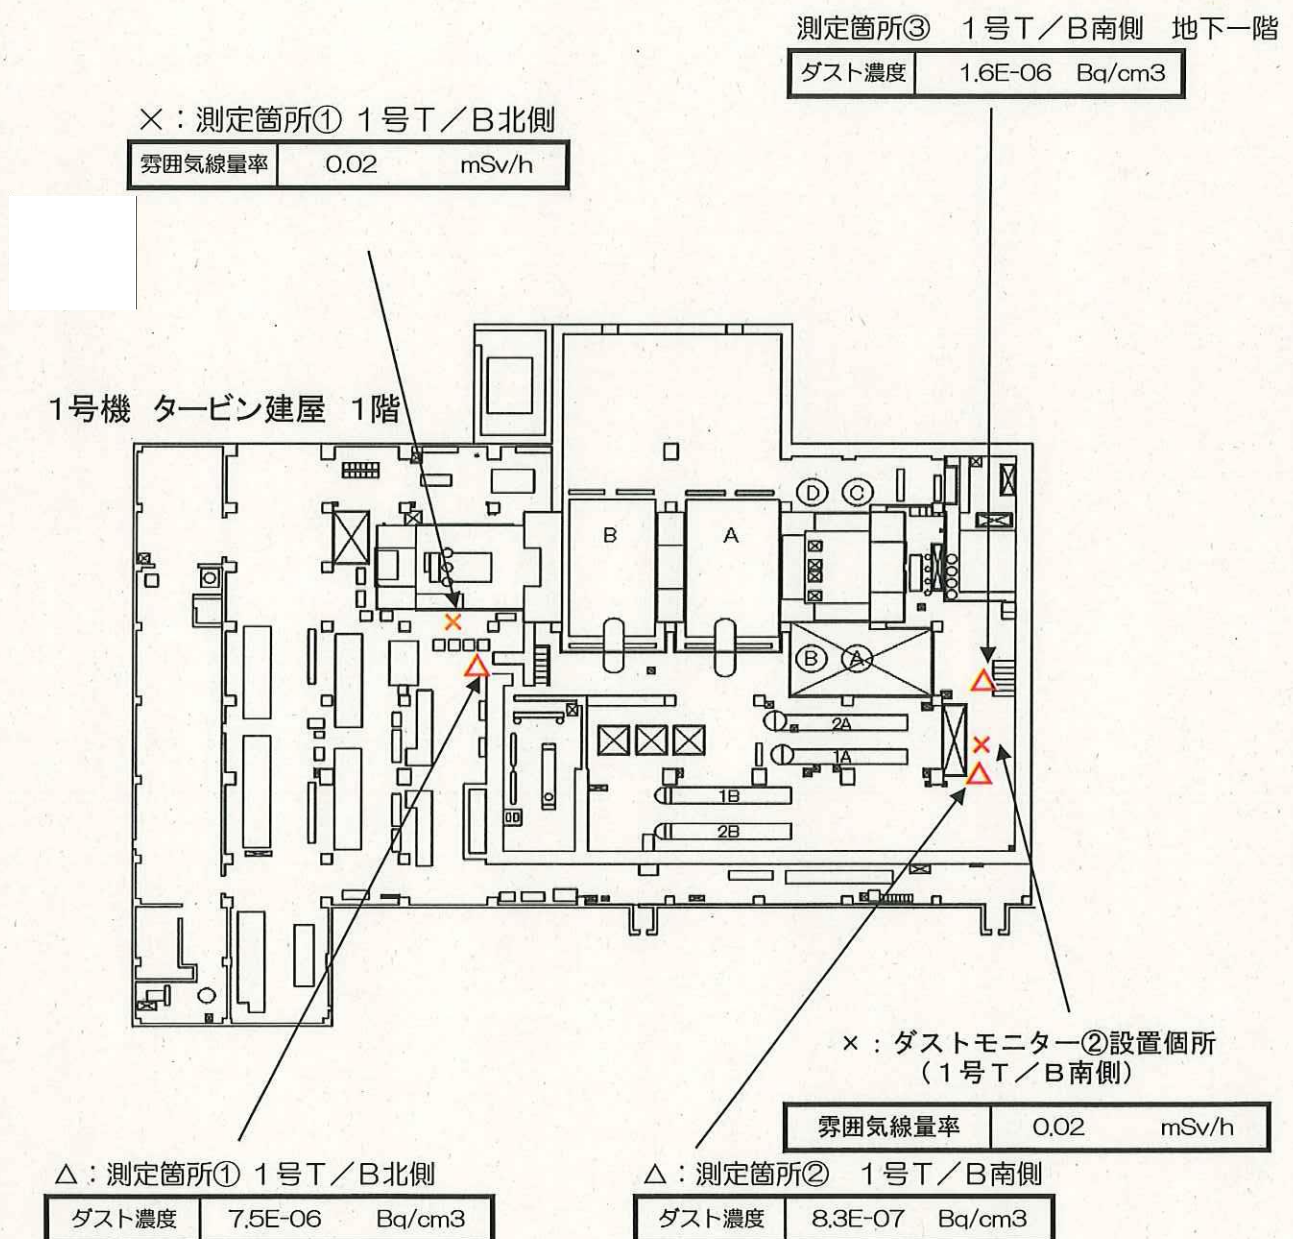 測定箇所③ 1号T/B南側 地下一階
ダスト濃度 1.6E-06 Bq/cm3
×:測定箇所① 1号T/B北側
雰囲気線量率 0.02 mSv/h
1号機 タービン建屋 1階
D C
B A
B A
2A
1A
1B
2B
×:ダストモニター②設置個所
(1号T/B南側)
雰囲気線量率 0.02 mSv/h
△:測定箇所① 1号T/B北側
ダスト濃度 7.5E-06 Bq/cm3
△:測定箇所② 1号T/B南側
ダスト濃度 8.3E-07 Bq/cm3